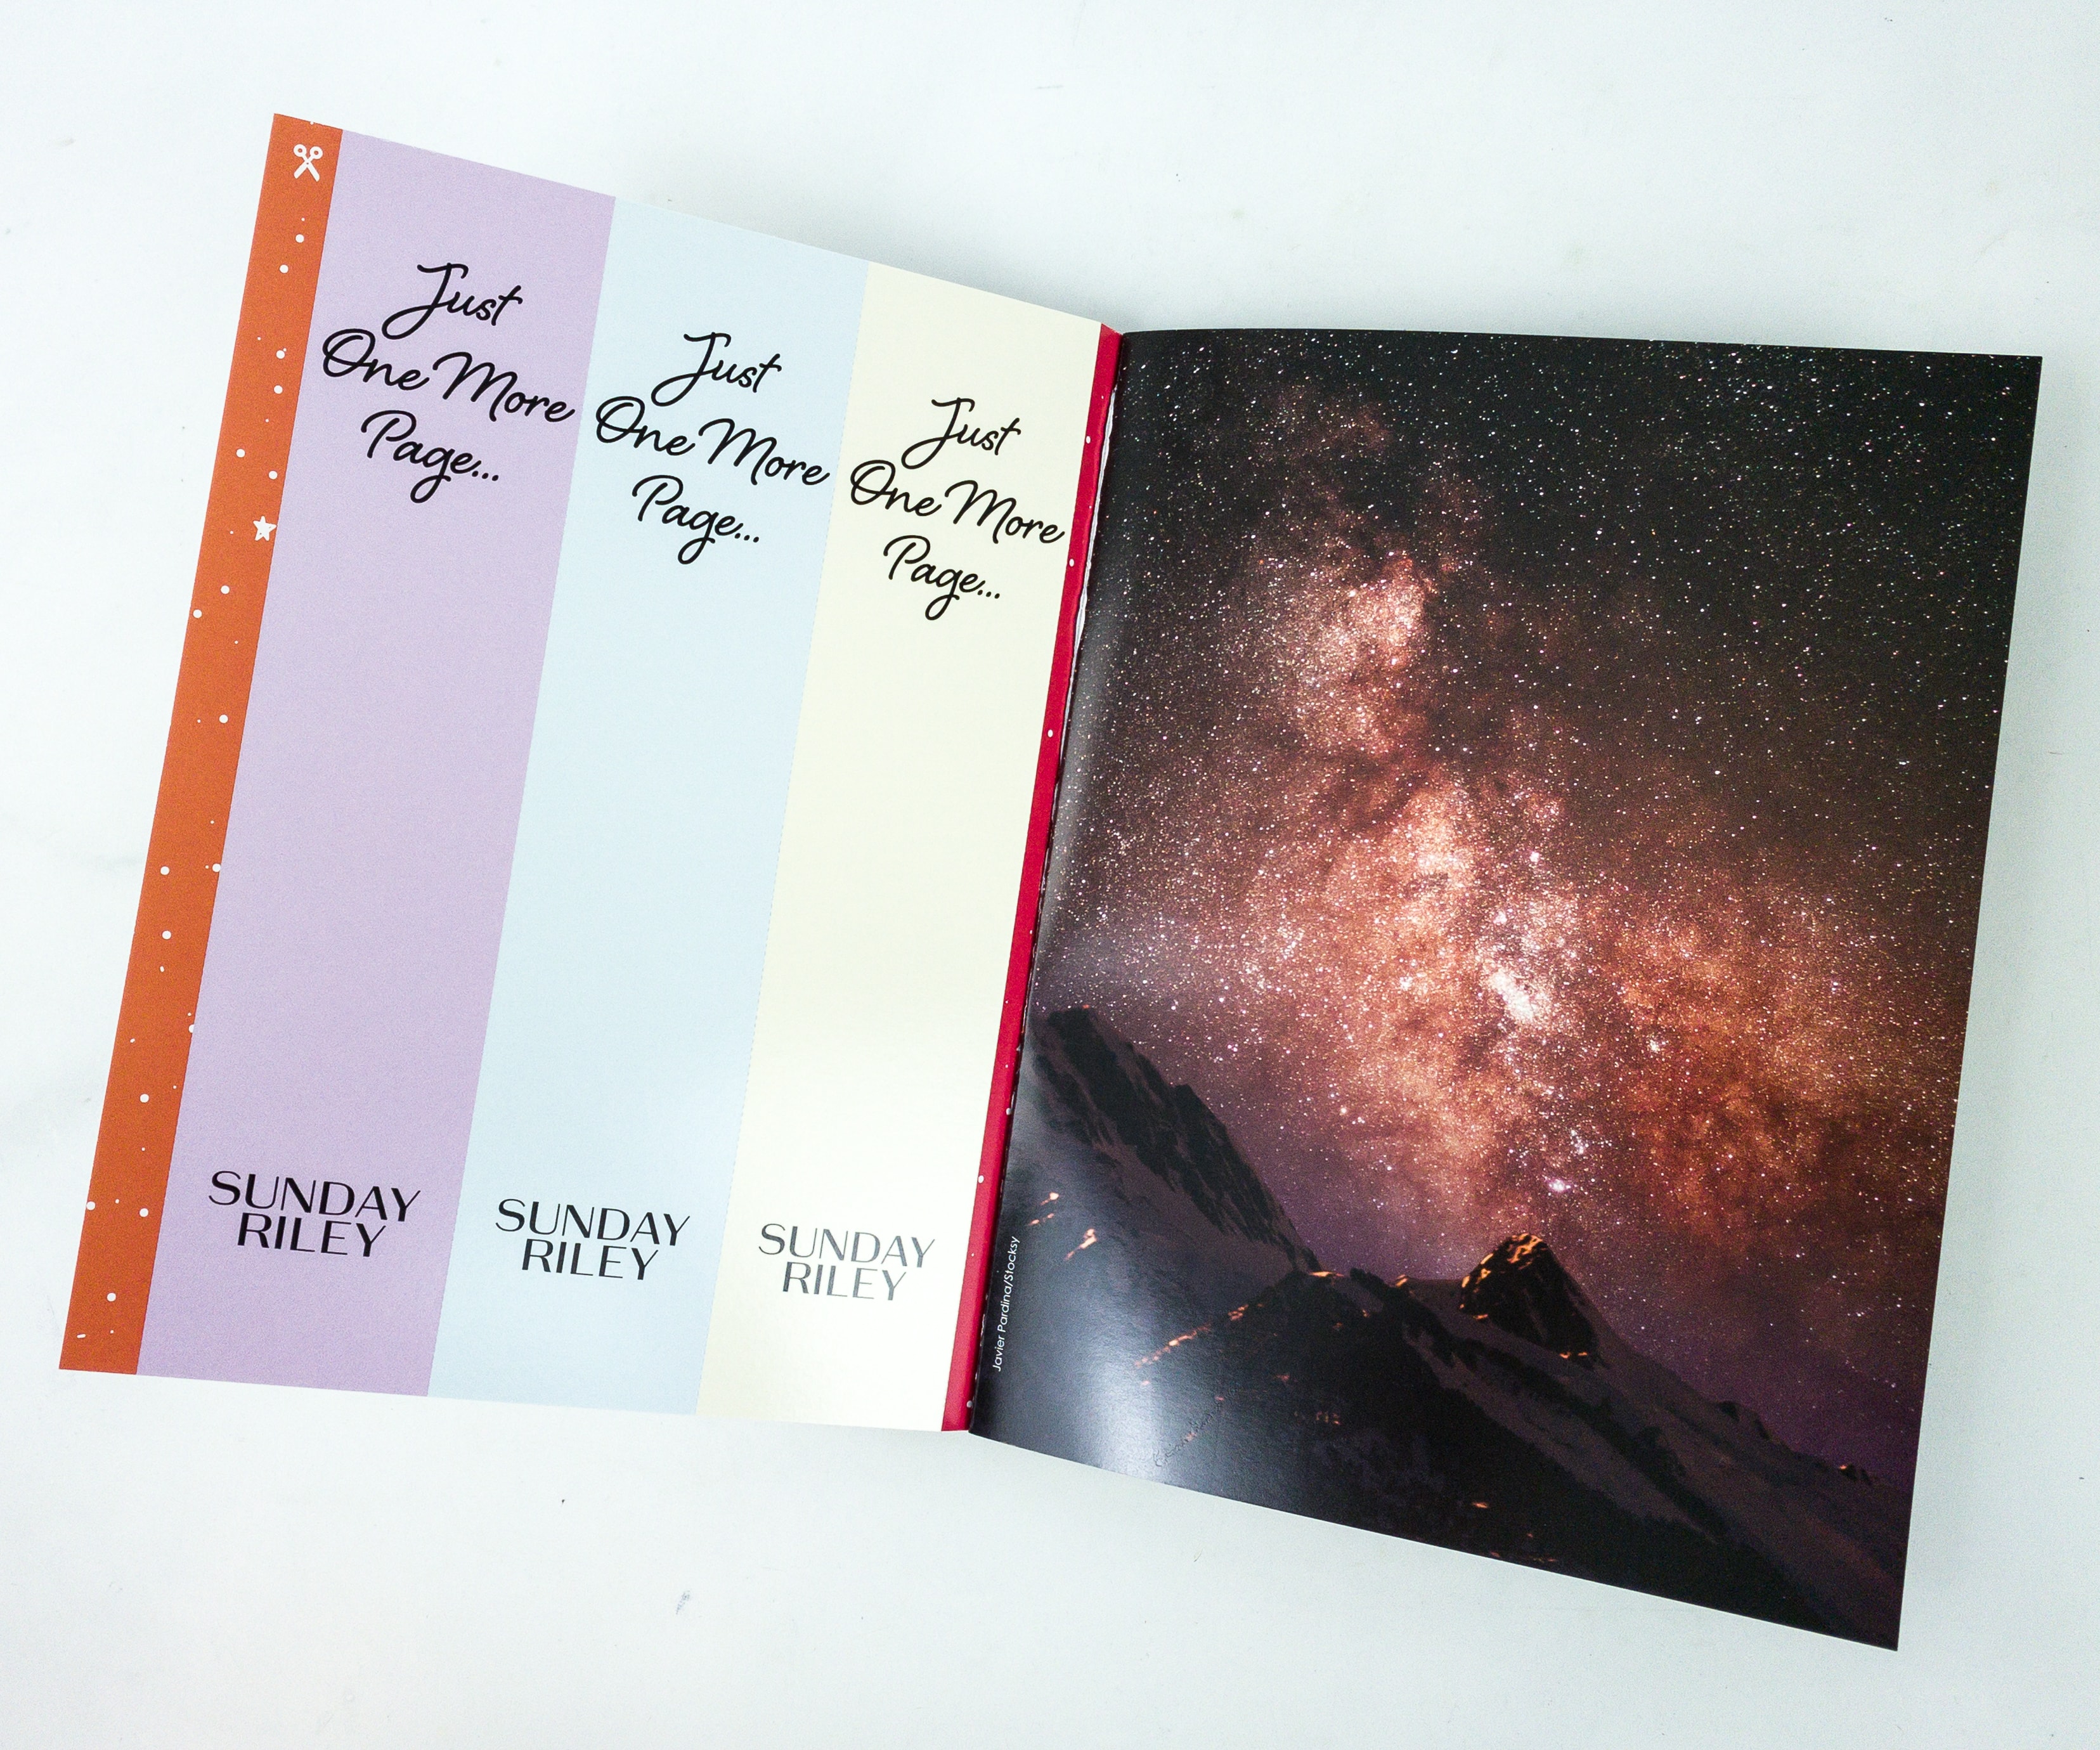 Just
One More
Page...
SUNDAY
RILEY
Just
One More
Page...
SUNDAY
RILEY
Just
One More
Page...
SUNDAY
RILEY
Javier Pardina/Stocksy